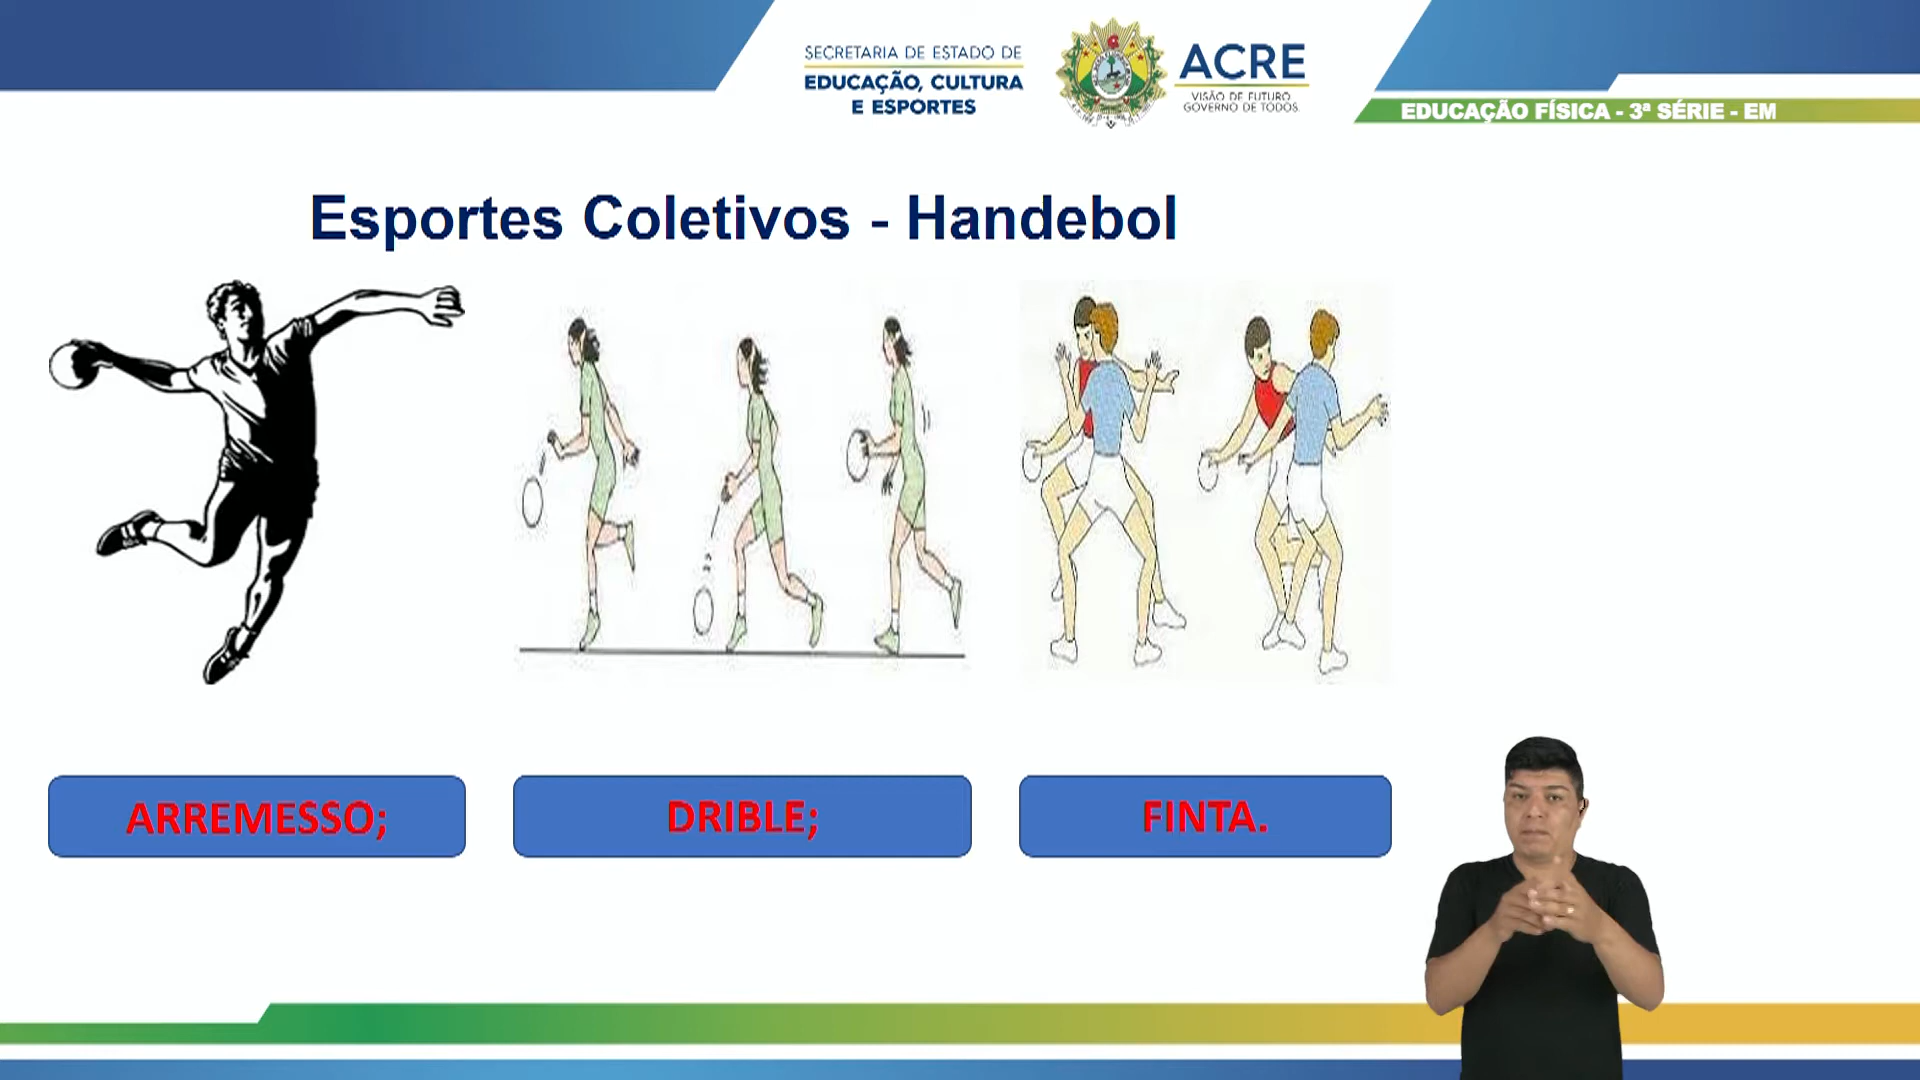 SECRETARIA DE ESTADO DE
EDUCAÇÃO, CULTURA
E ESPORTES
ACRE
VISÃO DE FUTURO
GOVERNO DE TODOS.
EDUCAÇÃO FÍSICA - 3ª SÉRIE - EM
Esportes Coletivos - Handebol
ARREMESSO;
DRIBLE;
FINTA.